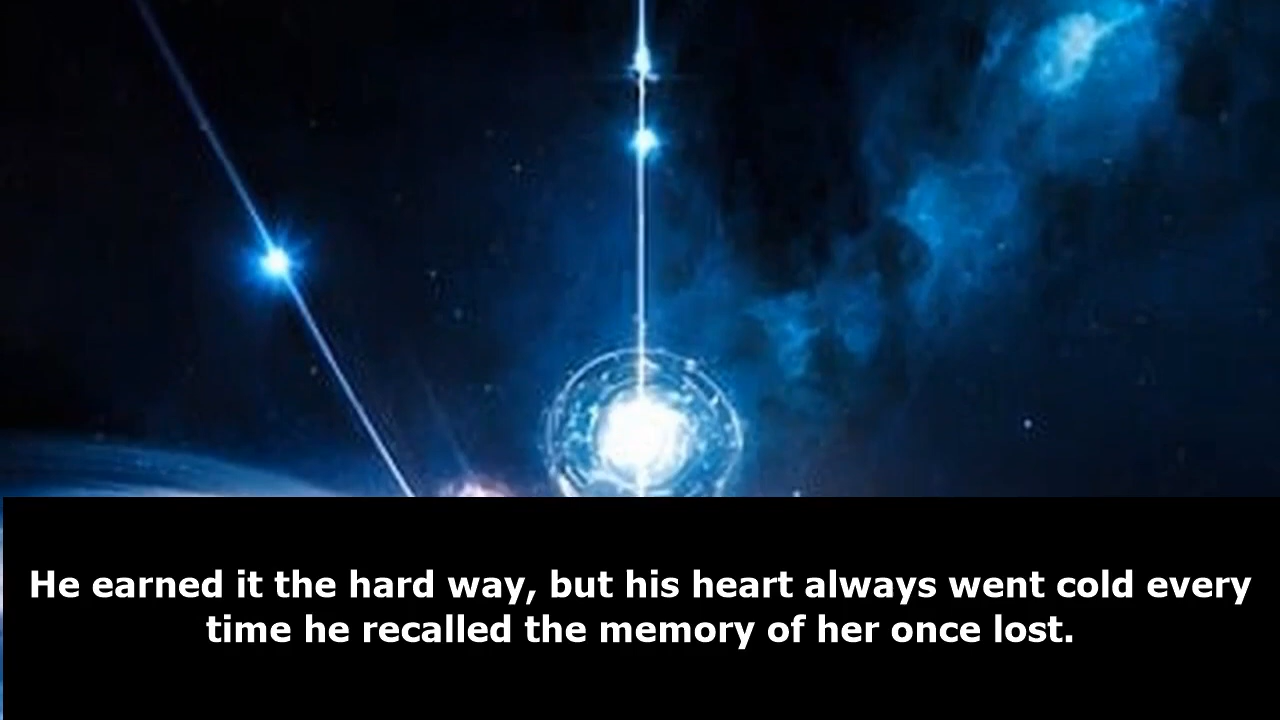 He earned it the hard way, but his heart always went cold every
time he recalled the memory of her once lost.